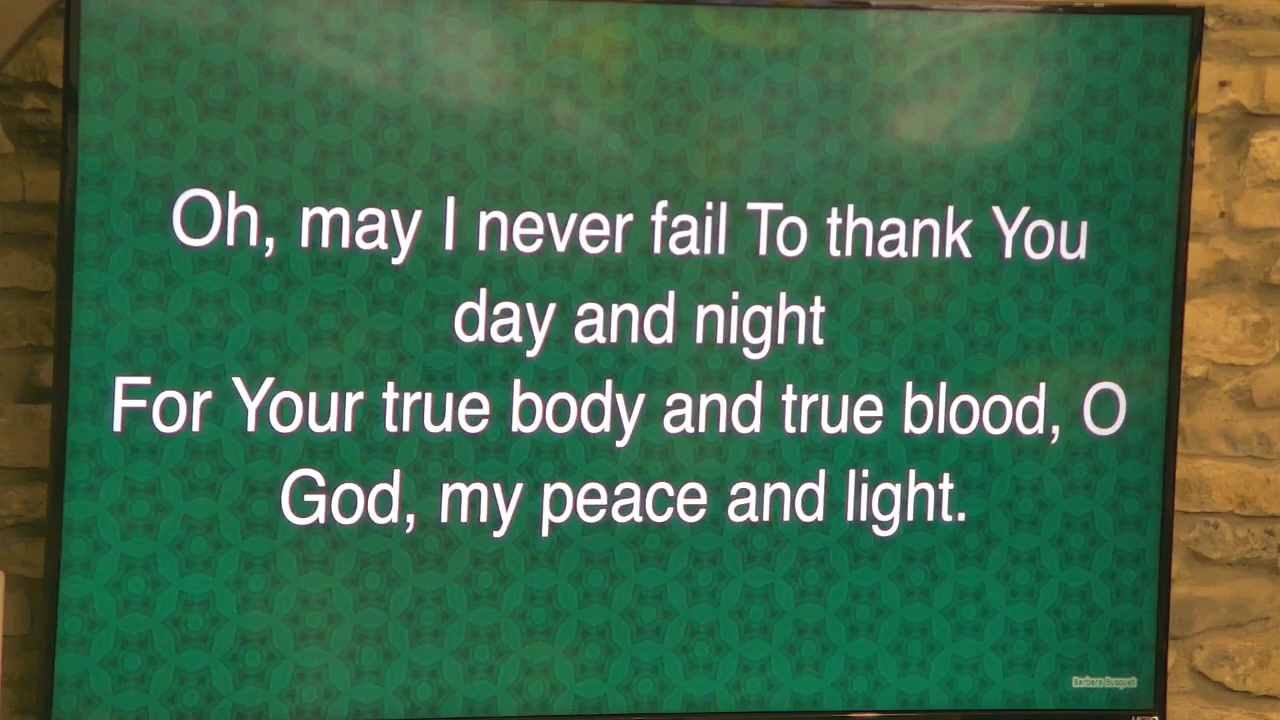 Oh, may I never fail To thank You
day and night
For Your true body and true blood, O
God, my peace and light.
Barbara Busquet